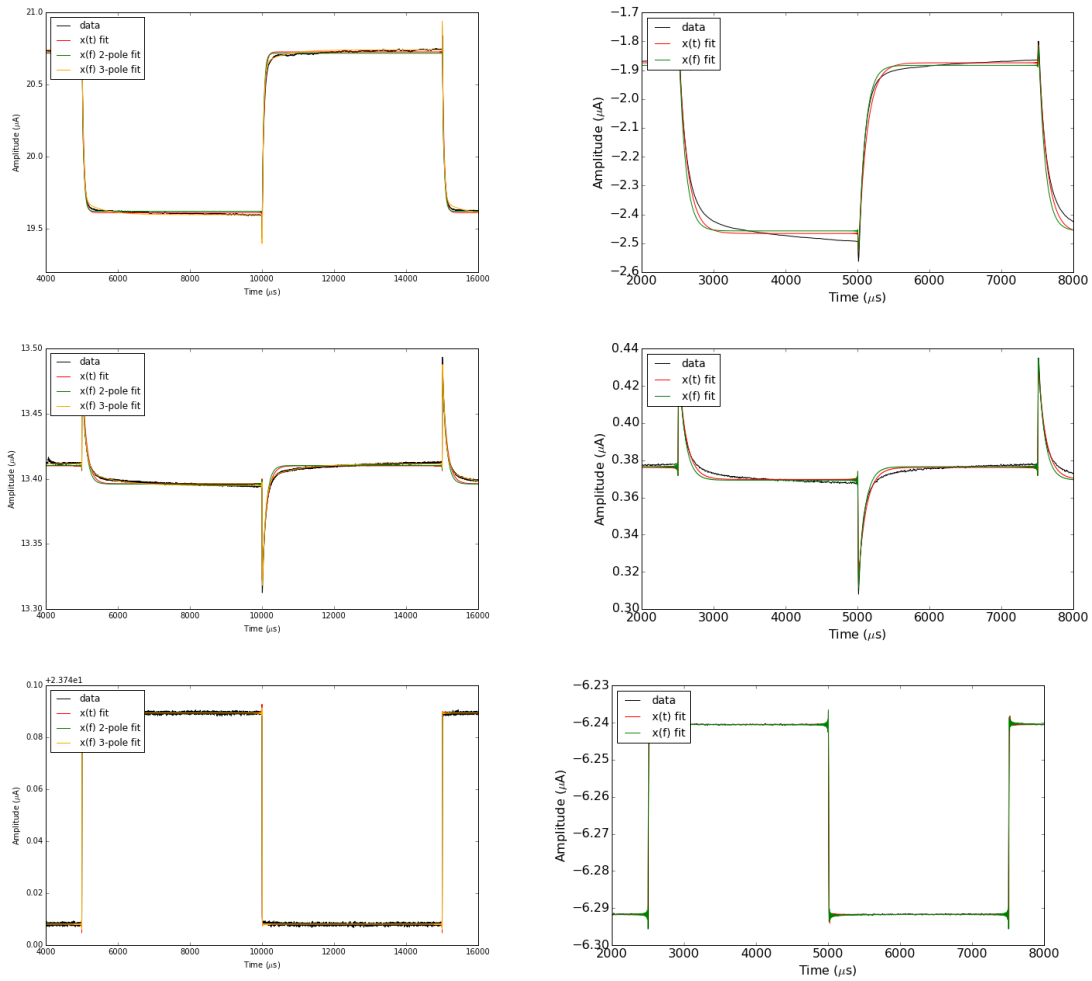 21.0
20.5
20.0
19.5
Amplitude (μA)
data
x(t) fit
x(f) 2-pole fit
x(f) 3-pole fit
4000 6000 8000 10000 12000 14000 16000
Time (μs)
−1.7
−1.8
−1.9
−2.0
−2.1
−2.2
−2.3
−2.4
−2.5
−2.6
Amplitude (μA)
data
x(t) fit
x(f) fit
2000 3000 4000 5000 6000 7000 8000
Time (μs)
13.50
13.45
13.40
13.35
13.30
Amplitude (μA)
data
x(t) fit
x(f) 2-pole fit
x(f) 3-pole fit
4000 6000 8000 10000 12000 14000 16000
Time (μs)
0.44
0.42
0.40
0.38
0.36
0.34
0.32
0.30
Amplitude (μA)
data
x(t) fit
x(f) fit
2000 3000 4000 5000 6000 7000 8000
Time (μs)
+2.374e1
0.10
0.08
0.06
0.04
0.02
0.00
Amplitude (μA)
data
x(t) fit
x(f) 2-pole fit
x(f) 3-pole fit
4000 6000 8000 10000 12000 14000 16000
Time (μs)
−6.23
−6.24
−6.25
−6.26
−6.27
−6.28
−6.29
−6.30
Amplitude (μA)
data
x(t) fit
x(f) fit
2000 3000 4000 5000 6000 7000 8000
Time (μs)